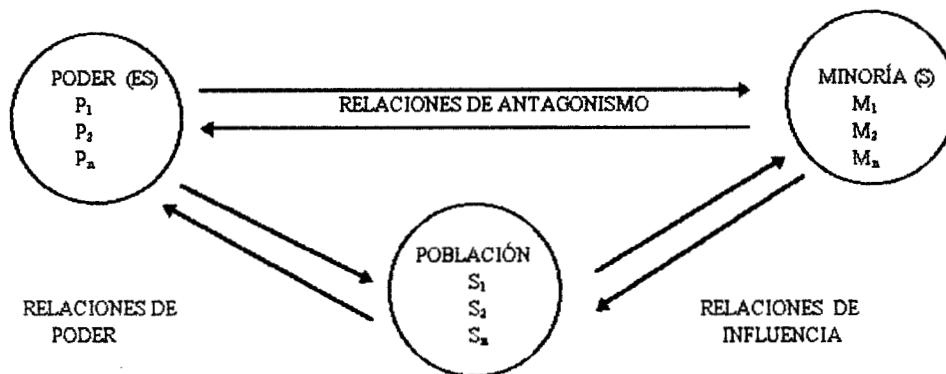 PODER (ES)
P₁
P₂
Pₙ
RELACIONES DE ANTAGONISMO
MINORÍA (S)
M₁
M₂
Mₙ
POBLACIÓN
S₁
S₂
Sₙ
RELACIONES DE
PODER
RELACIONES DE
INFLUENCIA